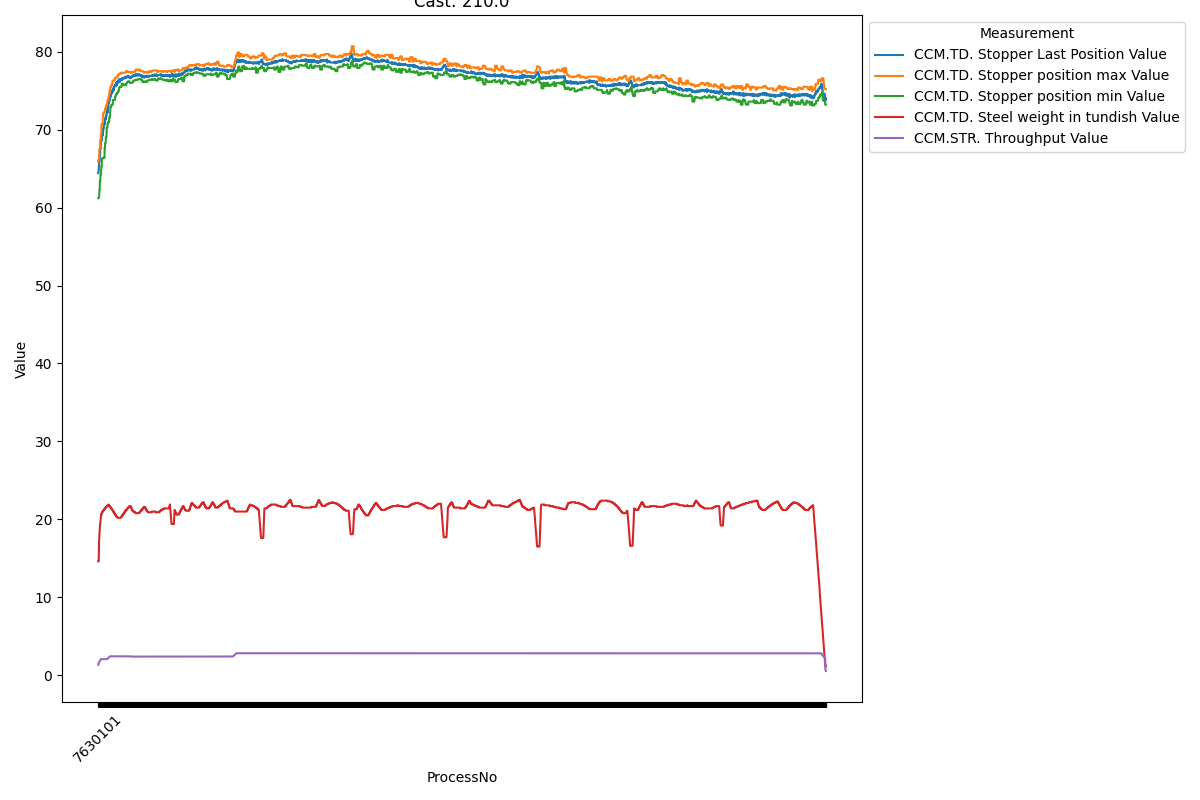 Cast: 210.0
Measurement
CCM.TD. Stopper Last Position Value
CCM.TD. Stopper position max Value
CCM.TD. Stopper position min Value
CCM.TD. Steel weight in tundish Value
CCM.STR. Throughput Value
80
70
60
50
40
30
20
10
0
Value
7630101
ProcessNo